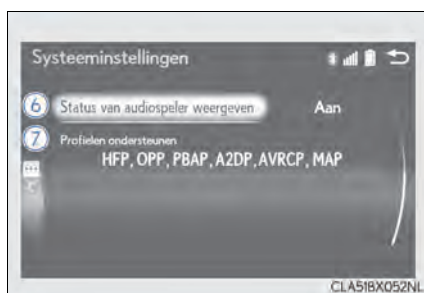 Systeeminstellingen
6 Status van audiospeler weergeven Aan
7 Profielen ondersteunen
HFP, OPP, PBAP, A2DP, AVRCP, MAP
CLA518X052NL